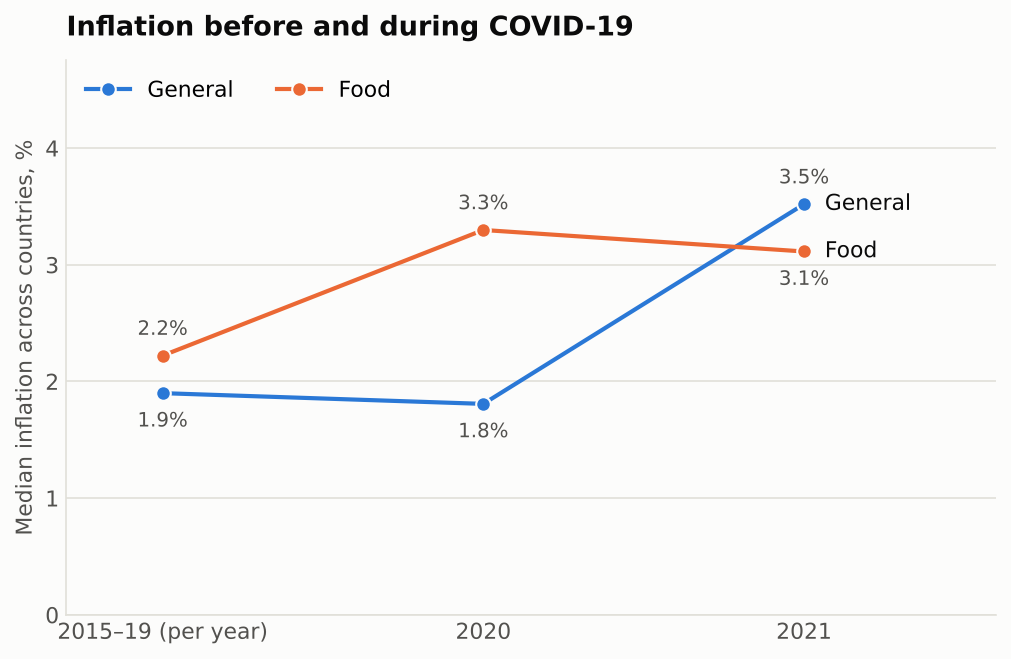 Inflation before and during COVID-19
General
Food
Median inflation across countries, %
4
3
2
1
0
2.2%
3.3%
3.5%
General
Food
3.1%
1.9%
1.8%
2015–19 (per year)
2020
2021